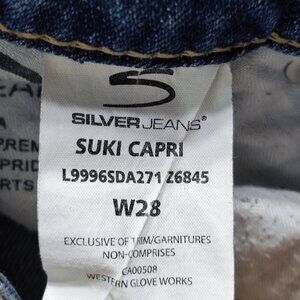 SILVER JEANS®
SUKI CAPRI
L9996SDA271 Z6845
W28
EXCLUSIVE OF TRIM/GARNITURES
NON-COMPRISES
CA00508
WESTERN GLOVE WORKS